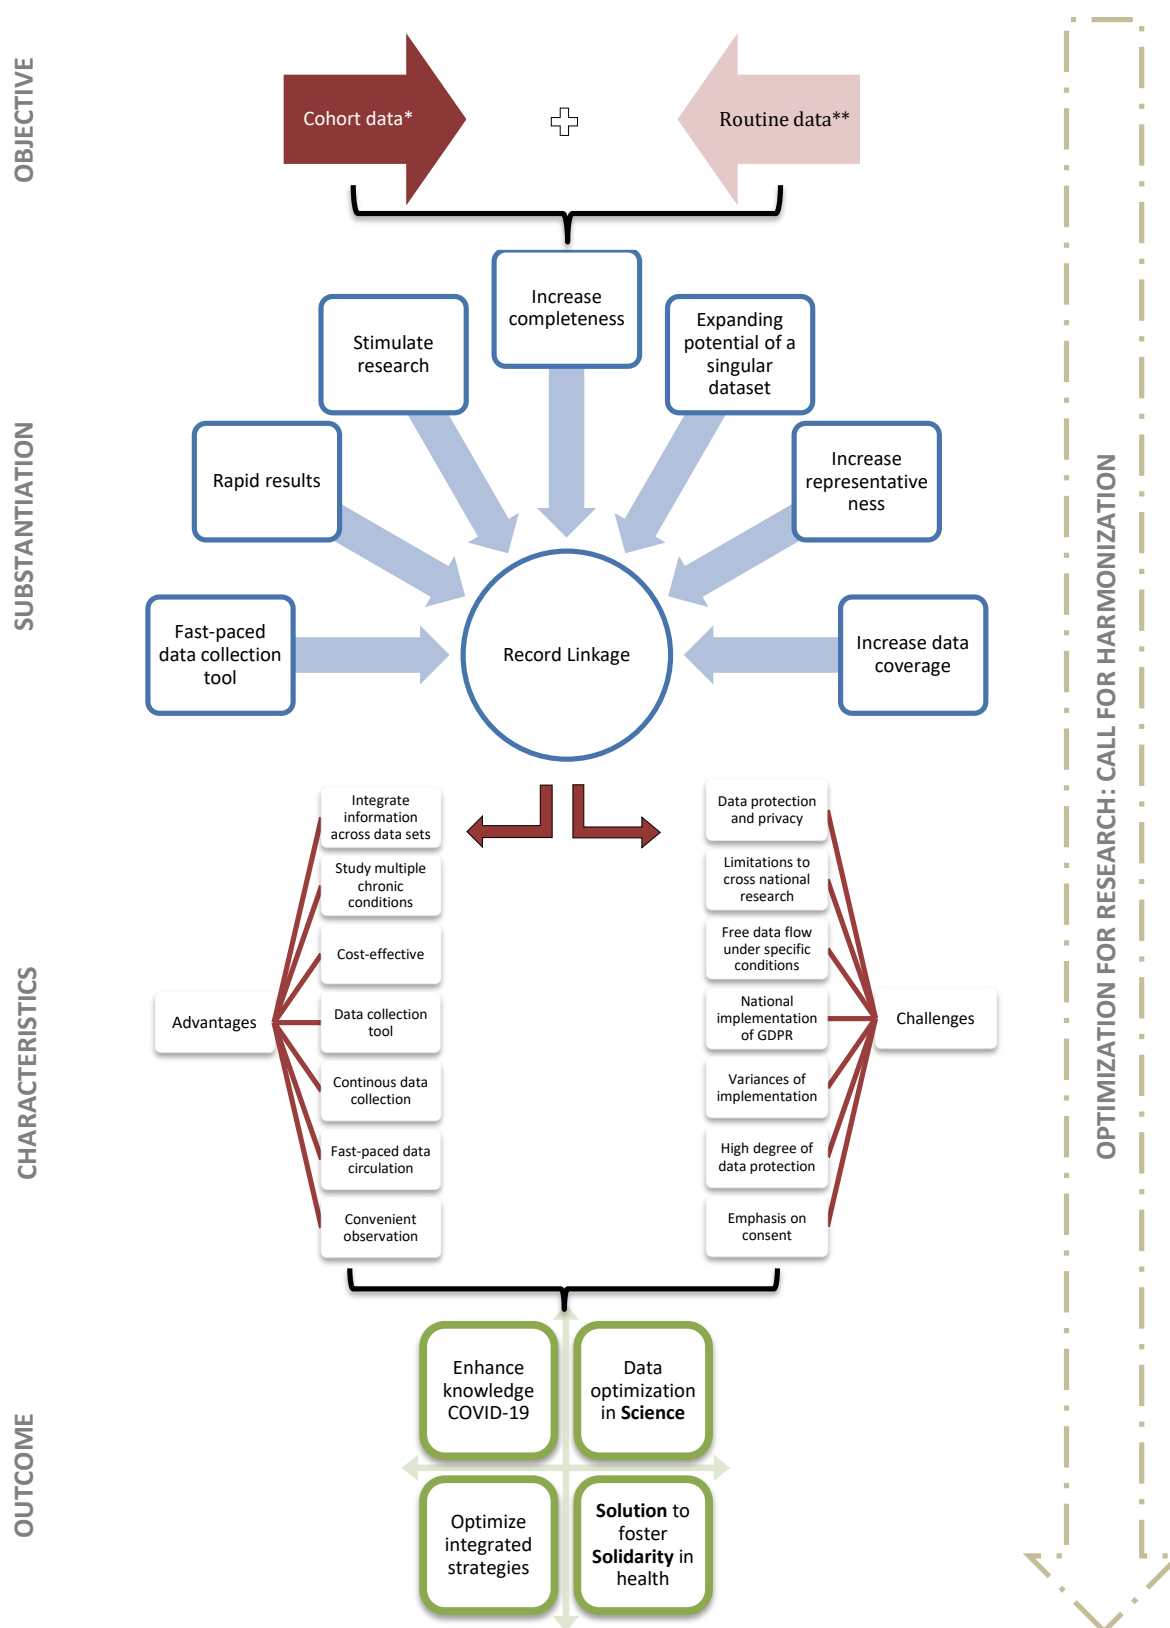 OBJECTIVE
Cohort data*
Routine data**
SUBSTANTIATION
Increase
completeness
Stimulate
research
Expanding
potential of a
singular
dataset
Rapid results
Increase
representative
ness
Fast-paced
data collection
tool
Record Linkage
Increase data
coverage
CHARACTERISTICS
Advantages
Integrate
information
across data sets
Study multiple
chronic
conditions
Cost-effective
Data collection
tool
Continous data
collection
Fast-paced data
circulation
Convenient
observation
Data protection
and privacy
Limitations to
cross national
research
Free data flow
under specific
conditions
National
implementation
of GDPR
Variances of
implementation
High degree of
data protection
Emphasis on
consent
Challenges
OUTCOME
Enhance
knowledge
COVID-19
Data
optimization
in Science
Optimize
integrated
strategies
Solution to
foster
Solidarity in
health
OPTIMIZATION FOR RESEARCH: CALL FOR HARMONIZATION